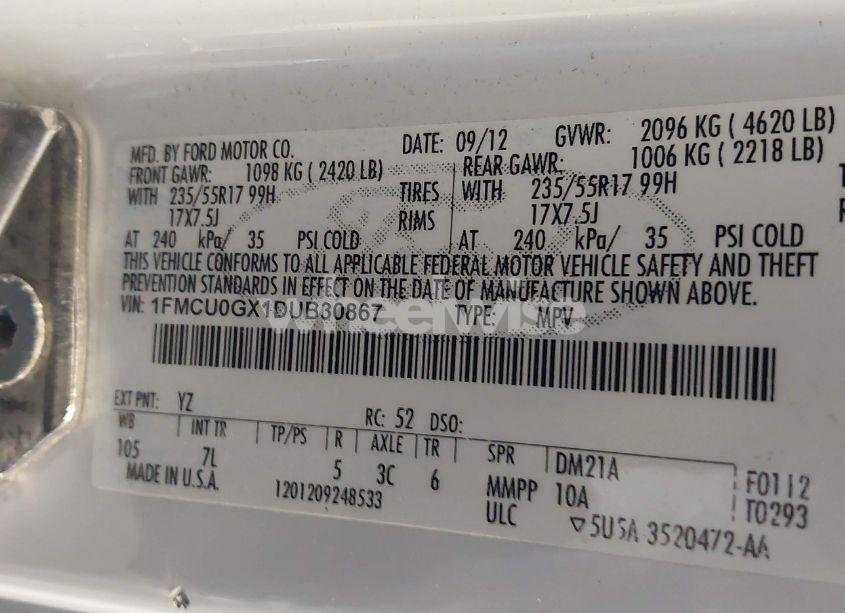 MFD. BY FORD MOTOR CO. DATE: 09/12 GVWR: 2096 KG ( 4620 LB)
FRONT GAWR: 1098 KG ( 2420 LB) REAR GAWR: 1006 KG ( 2218 LB)
WITH 235/55R17 99H TIRES WITH 235/55R17 99H
17X7.5J RIMS 17X7.5J
AT 240 kPa/ 35 PSI COLD AT 240 kPa/ 35 PSI COLD
THIS VEHICLE CONFORMS TO ALL APPLICABLE FEDERAL MOTOR VEHICLE SAFETY AND THEFT
PREVENTION STANDARDS IN EFFECT ON THE DATE OF MANUFACTURE SHOWN ABOVE.
VIN: 1FMCU0GX1DUB30867 TYPE: MPV
wheelwise
EXT PNT: YZ RC: 52 DSO:
WB INT TR TP/PS R AXLE TR SPR DM21A F0112
105 7L 5 3C 6 MMPP 10A T0293
MADE IN U.S.A. 1201209248533 ULC 5U5A 3520472-AA